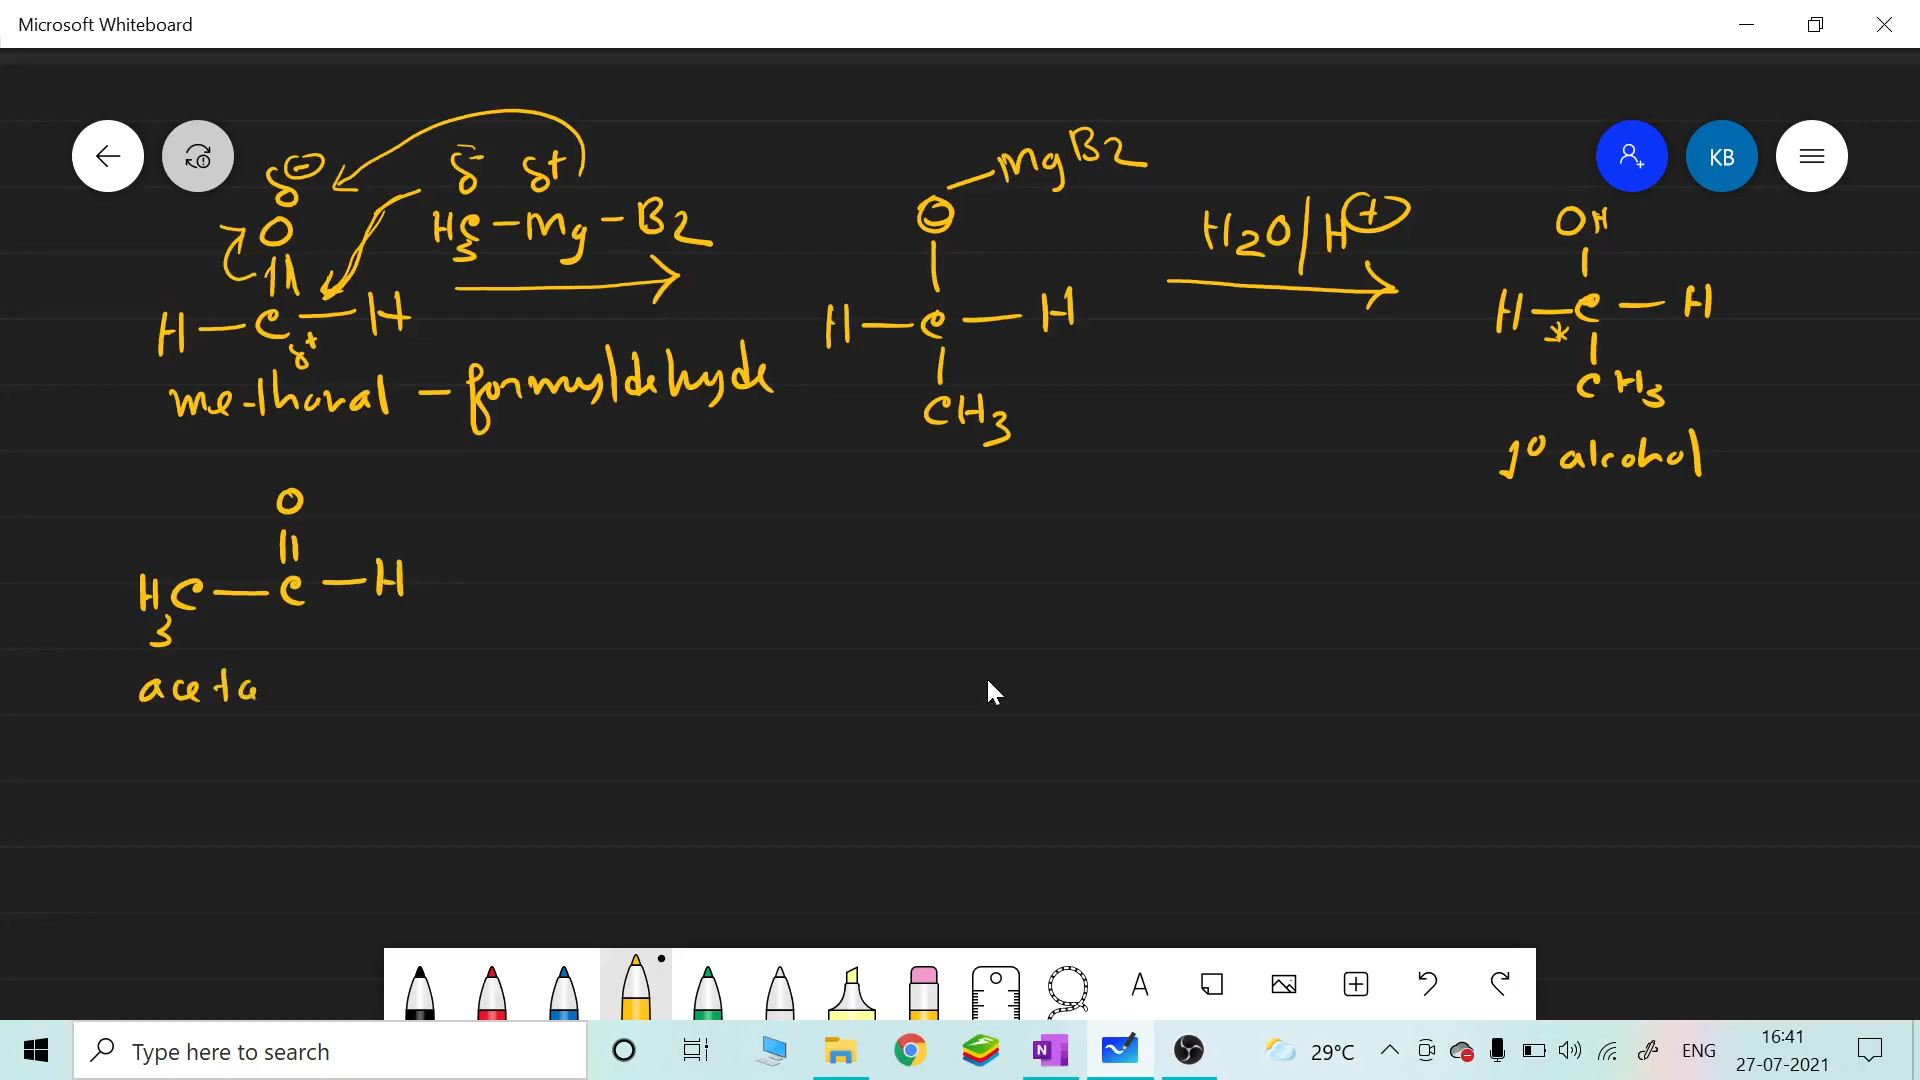 Microsoft Whiteboard
KB
δ⊖
δ- δ+
O
H3C-Mg-Br
H-C-H
δ+
methanal - formyldehyde
O-MgBr
H-C-H
CH3
H2O/H⊕
OH
H-C-H
*
CH3
1° alcohol
O
H3C-C-H
aceta
A
Type here to search
29°C
ENG
16:41
27-07-2021